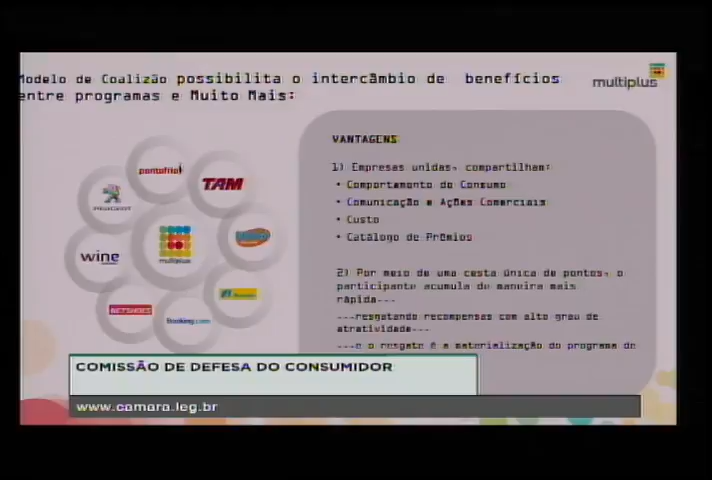 Modelo de Coalizão possibilita o intercâmbio de benefícios
entre programas e Muito Mais:
multiplus
VANTAGENS
1) Empresas unidas, compartilham:
• Comportamento do Consumo
• Comunicação e Ações Comerciais
• Custo
• Catálogo de Prêmios
2) Por meio de uma cesta única de pontos, o
participante acumula de maneira mais
rápida...
...resgatando recompensas com alto grau de
atratividade...
...e o resgate é a materialização do programa de
pontofrio
TAM
PEUGEOT
wine
multiplus
Booking.com
COMISSÃO DE DEFESA DO CONSUMIDOR
www.camara.leg.br